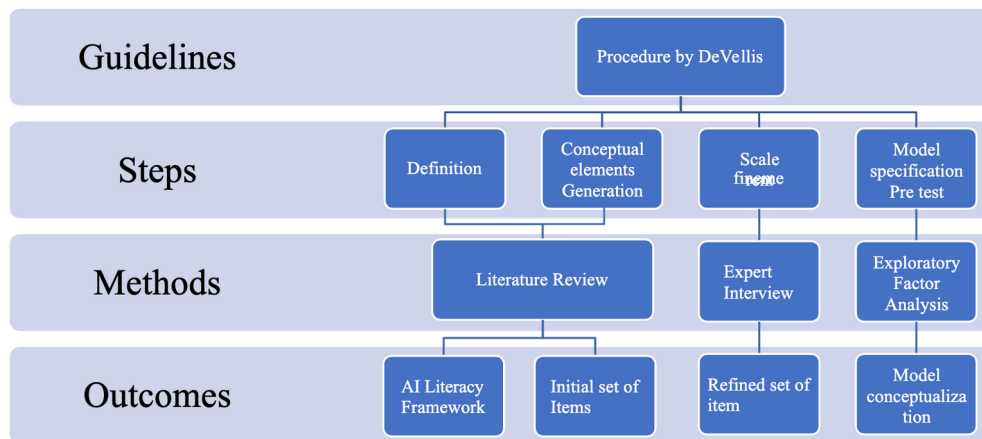 Guidelines
Procedure by DeVellis
Steps
Definition
Conceptual
elements
Generation
Scale
Model
specification
Pre test
Methods
Literature Review
Expert
Interview
Exploratory
Factor
Analysis
Outcomes
AI Literacy
Framework
Initial set of
Items
Refined set of
item
Model
conceptualiza
tion